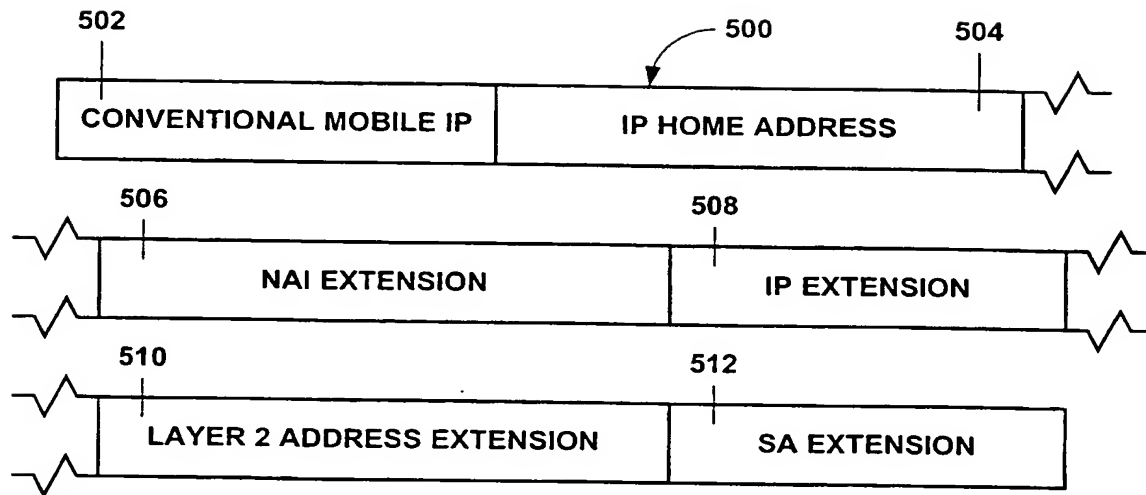 502 500 504
CONVENTIONAL MOBILE IP IP HOME ADDRESS
506 508
NAI EXTENSION IP EXTENSION
510 512
LAYER 2 ADDRESS EXTENSION SA EXTENSION